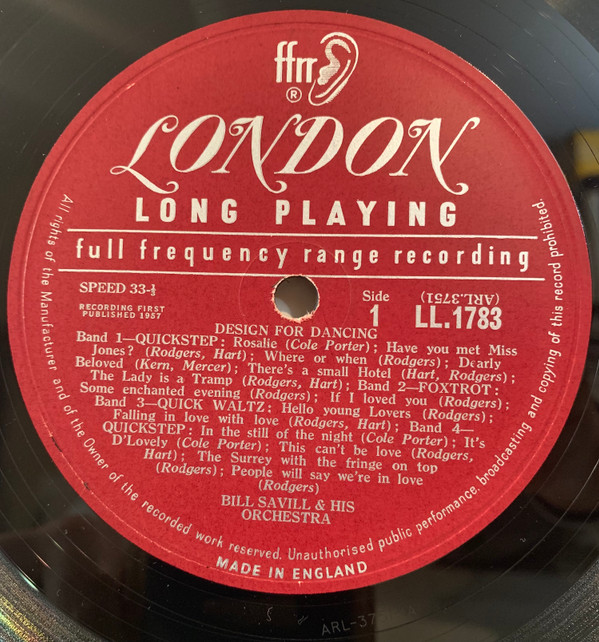 ffrr
®
LONDON
LONG PLAYING
full frequency range recording
SPEED 33-⅓
RECORDING FIRST
PUBLISHED 1957
Side
1
(ARL.3751)
LL.1783
DESIGN FOR DANCING
Band 1—QUICKSTEP: Rosalie (Cole Porter); Have you met Miss
Jones? (Rodgers, Hart); Where or when (Rodgers); Dearly
Beloved (Kern, Mercer); There's a small Hotel (Hart, Rodgers);
The Lady is a Tramp (Rodgers, Hart); Band 2—FOXTROT:
Some enchanted evening (Rodgers); If I loved you (Rodgers);
Band 3—QUICK WALTZ: Hello young Lovers (Rodgers);
Falling in love with love (Rodgers, Hart); Band 4—
QUICKSTEP: In the still of the night (Cole Porter); It's
D'Lovely (Cole Porter); This can't be love (Rodgers,
Hart); The Surrey with the fringe on top
(Rodgers); People will say we're in love
(Rodgers)
BILL SAVILL & HIS
ORCHESTRA
All rights of the Manufacturer and of the Owner of the recorded work reserved. Unauthorised public performance, broadcasting and copying of this record prohibited.
MADE IN ENGLAND
ARL-37